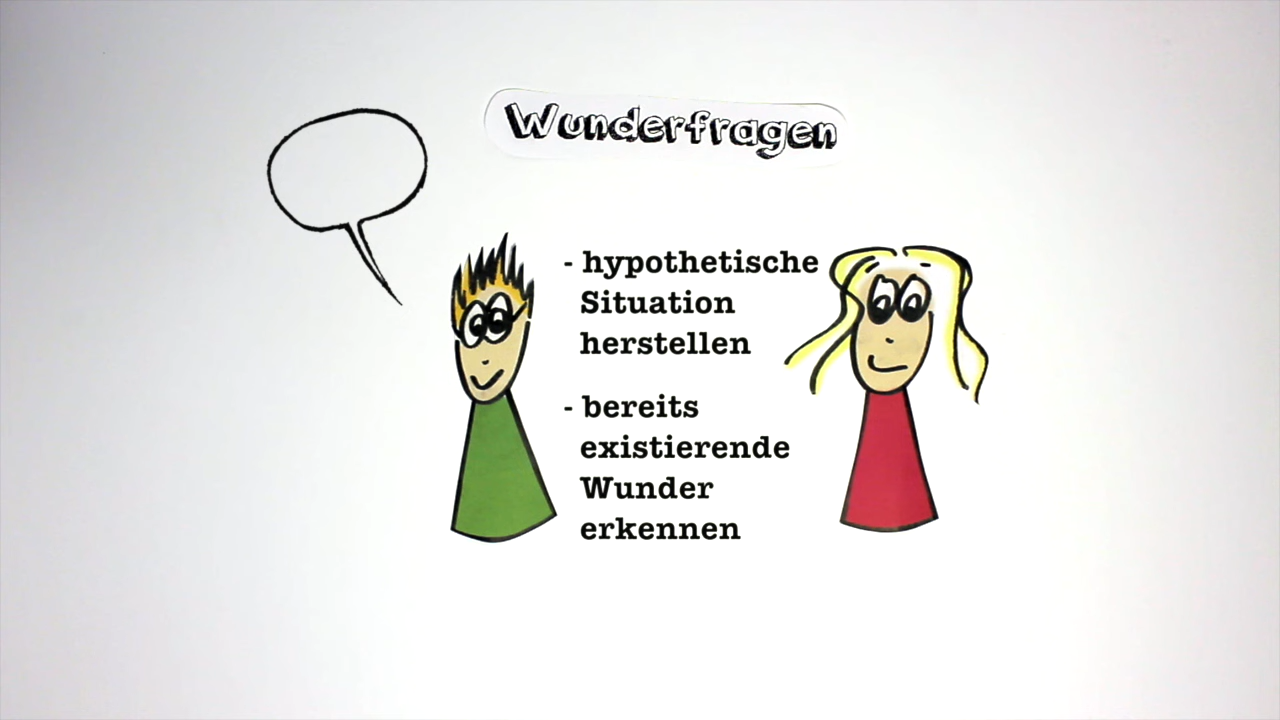 Wunderfragen
- hypothetische
Situation
herstellen
- bereits
existierende
Wunder
erkennen